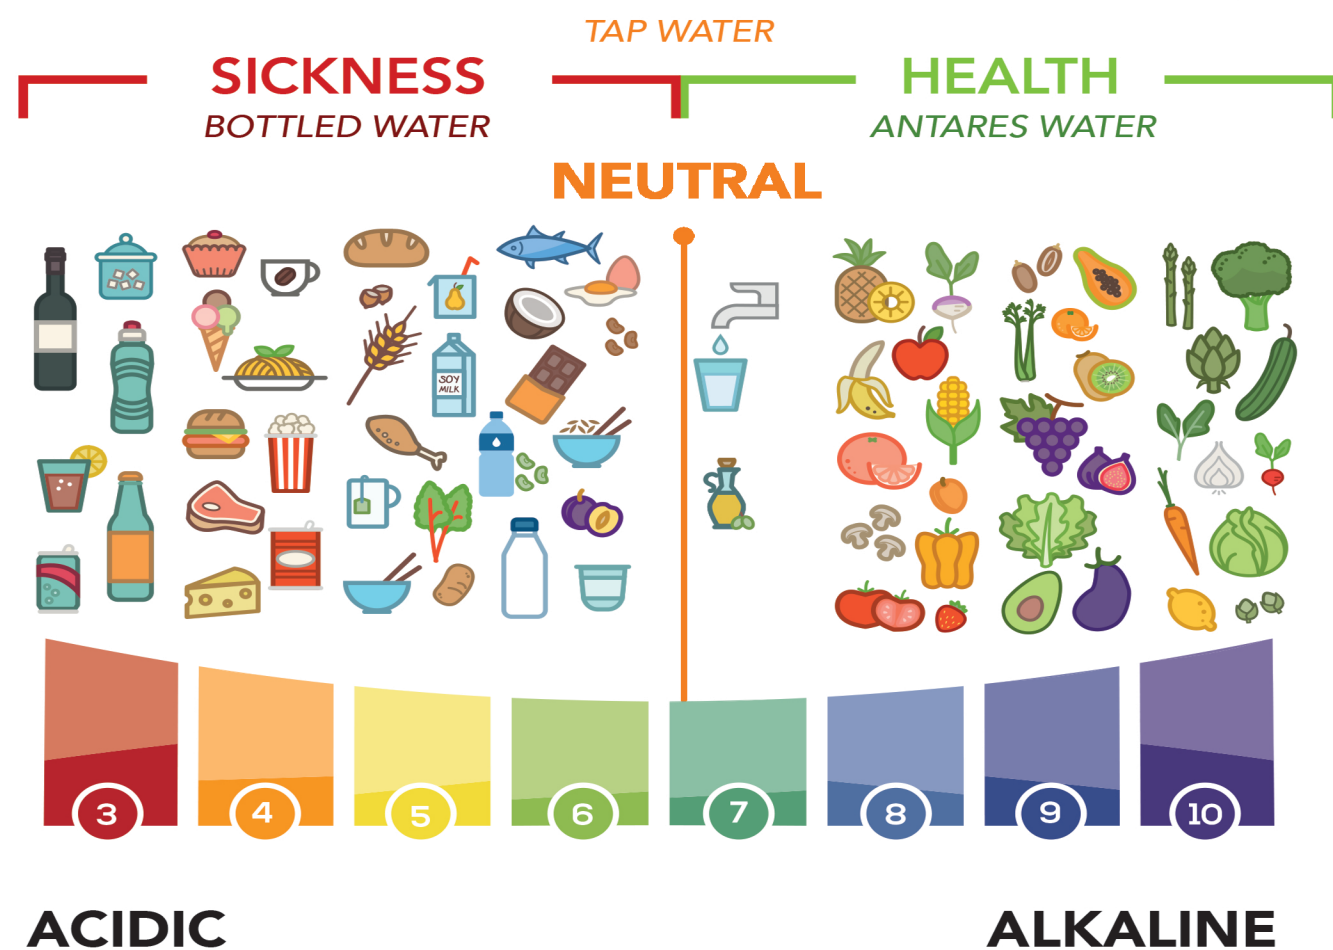 TAP WATER
SICKNESS
HEALTH
BOTTLED WATER
ANTARES WATER
NEUTRAL
SOY
MILK
3
4
5
6
7
8
9
10
ACIDIC
ALKALINE